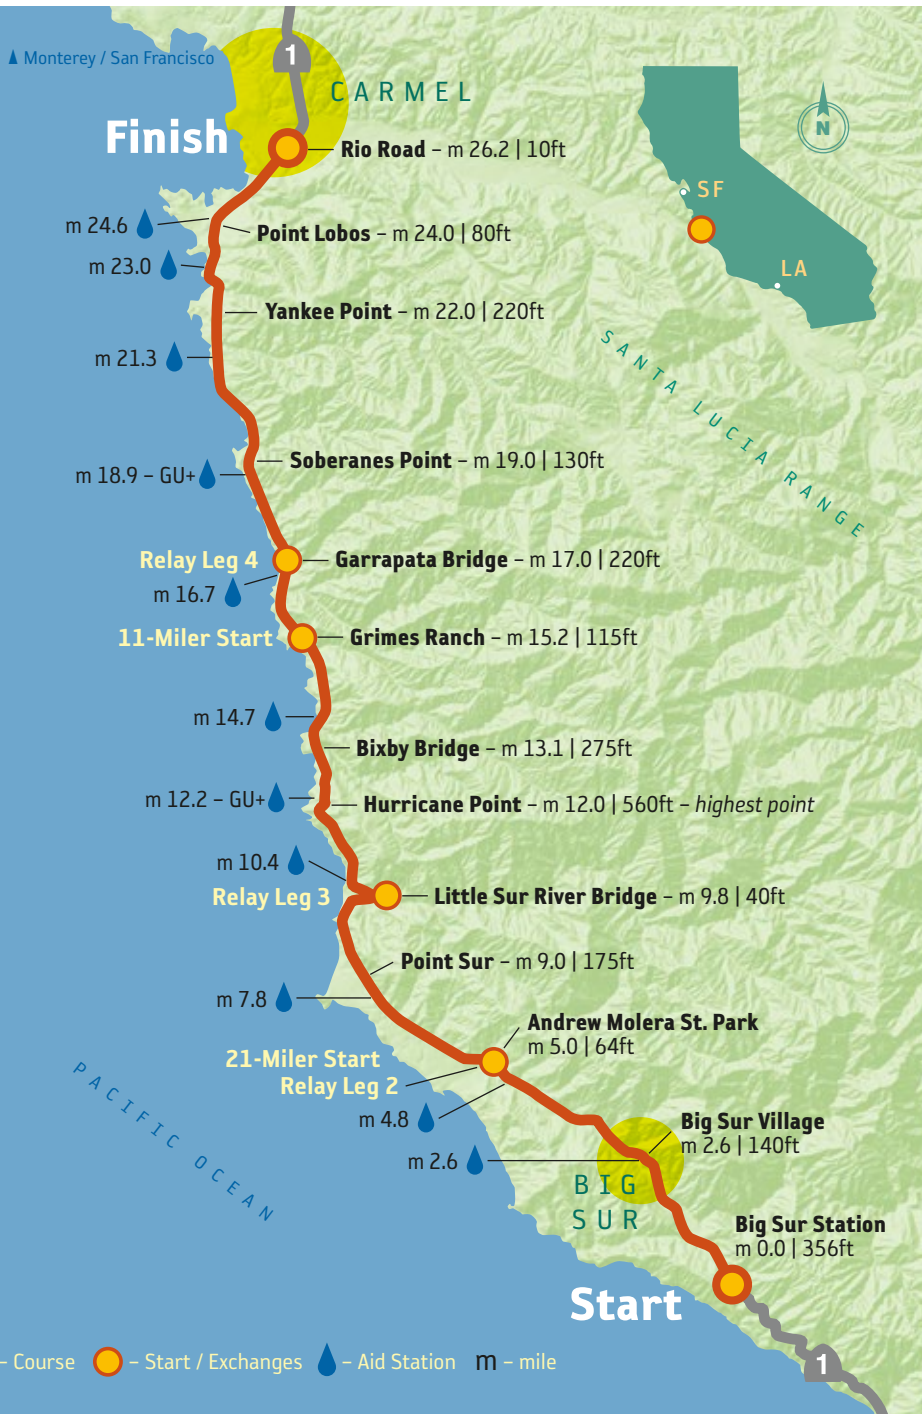 1
Monterey / San Francisco
CARMEL
Finish
Rio Road – m 26.2 | 10ft
N
SF
LA
m 24.6
Point Lobos – m 24.0 | 80ft
m 23.0
Yankee Point – m 22.0 | 220ft
m 21.3
SANTA LUCIA RANGE
Soberanes Point – m 19.0 | 130ft
m 18.9 – GU+
Relay Leg 4
Garrapata Bridge – m 17.0 | 220ft
m 16.7
11-Miler Start
Grimes Ranch – m 15.2 | 115ft
m 14.7
Bixby Bridge – m 13.1 | 275ft
m 12.2 – GU+
Hurricane Point – m 12.0 | 560ft – highest point
m 10.4
Relay Leg 3
Little Sur River Bridge – m 9.8 | 40ft
Point Sur – m 9.0 | 175ft
m 7.8
Andrew Molera St. Park
m 5.0 | 64ft
21-Miler Start
Relay Leg 2
m 4.8
PACIFIC OCEAN
Big Sur Village
m 2.6 | 140ft
m 2.6
BIG
SUR
Big Sur Station
m 0.0 | 356ft
Start
– Course – Start / Exchanges – Aid Station m – mile
1